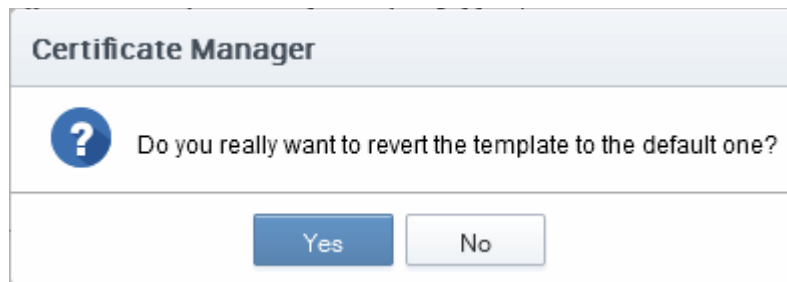 Certificate Manager
Do you really want to revert the template to the default one?
Yes
No